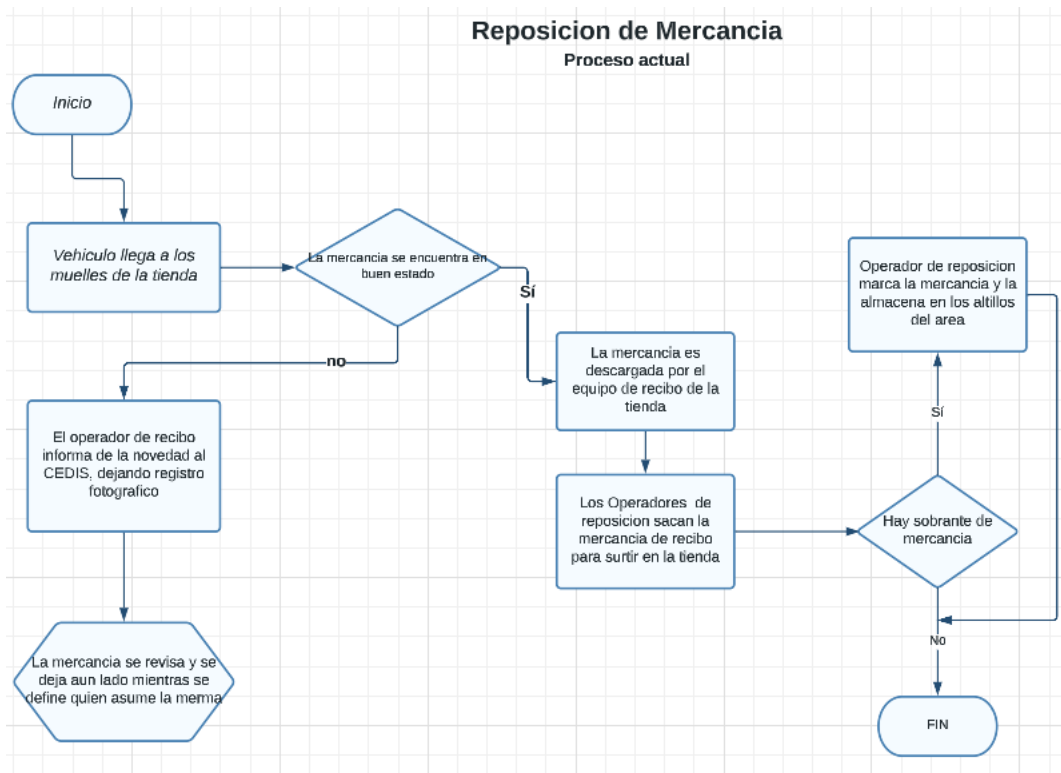 Reposicion de Mercancia
Proceso actual
Inicio
Vehiculo llega a los
muelles de la tienda
La mercancia se encuentra en
buen estado
Sí
no
El operador de recibo
informa de la novedad al
CEDIS, dejando registro
fotografico
La mercancia se revisa y se
deja aun lado mientras se
define quien asume la merma
La mercancia es
descargada por el
equipo de recibo de la
tienda
Los Operadores de
reposicion sacan la
mercancia de recibo
para surtir en la tienda
Hay sobrante de
mercancia
Sí
Operador de reposicion
marca la mercancia y la
almacena en los altillos
del area
No
FIN